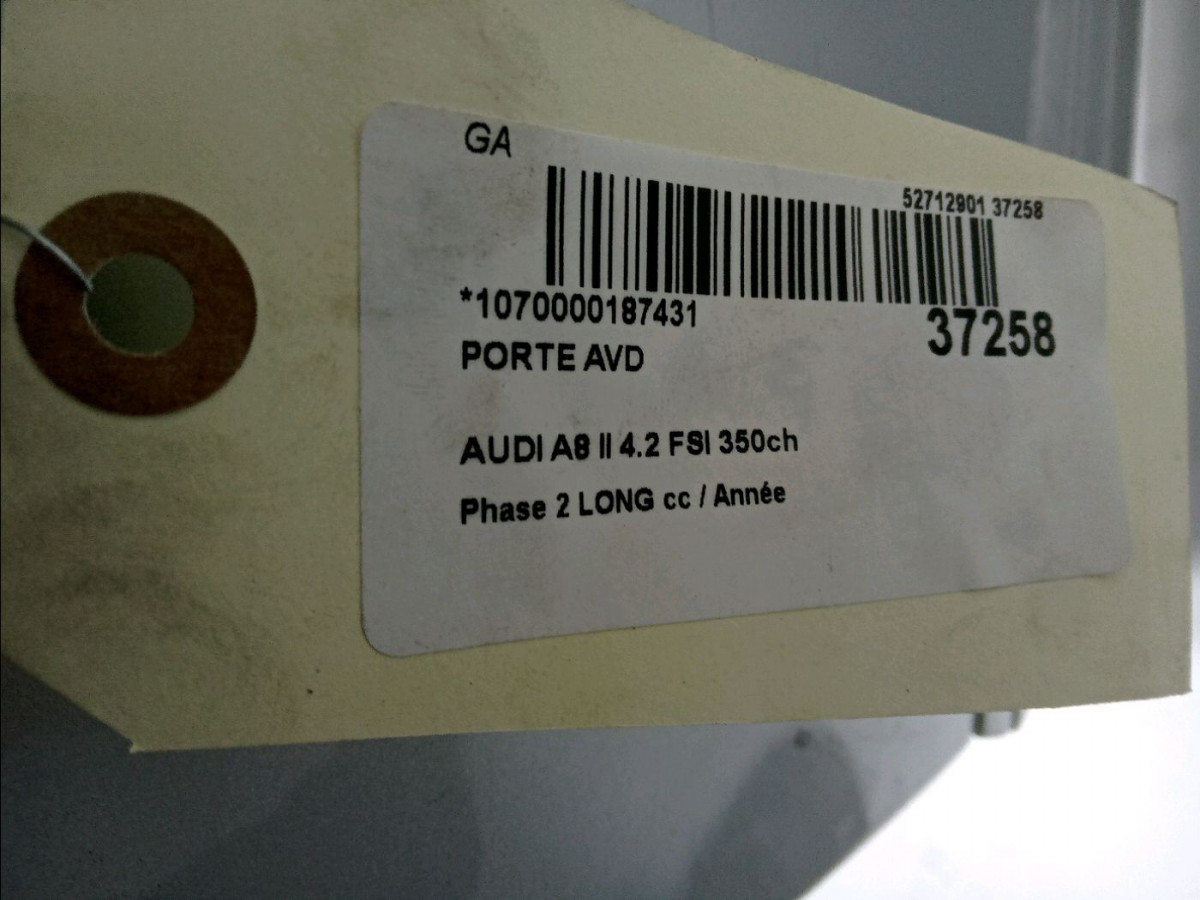 GA
52712901 37258
*1070000187431
37258
PORTE AVD
AUDI A8 II 4.2 FSI 350ch
Phase 2 LONG cc / Année